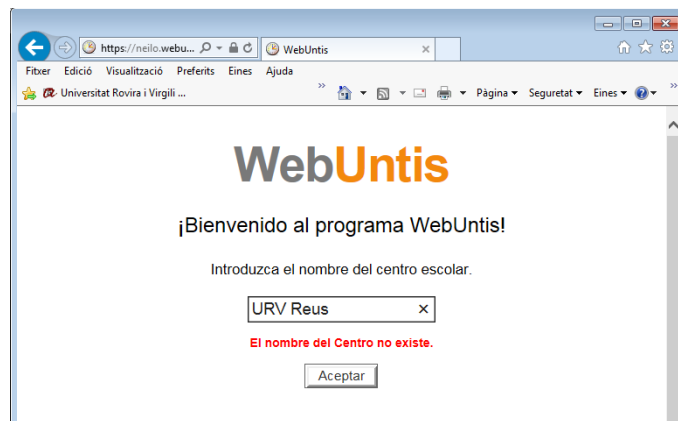 https://neilo.webu...
WebUntis
Fitxer Edició Visualització Preferits Eines Ajuda
Universitat Rovira i Virgili ...
Pàgina Seguretat Eines
WebUntis
¡Bienvenido al programa WebUntis!
Introduzca el nombre del centro escolar.
URV Reus
El nombre del Centro no existe.
Aceptar